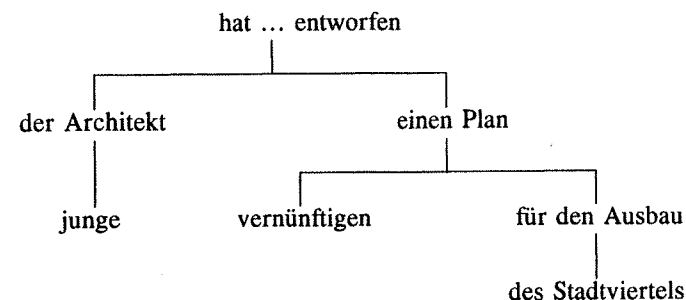 hat ... entworfen
der Architekt einen Plan
junge vernünftigen für den Ausbau
des Stadtviertels